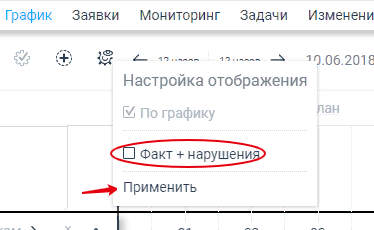 График Заявки Мониторинг Задачи Изменени
12 часов 12 часов 10.06.2018
Настройка отображения
По графику лан
Факт + нарушения
Применить